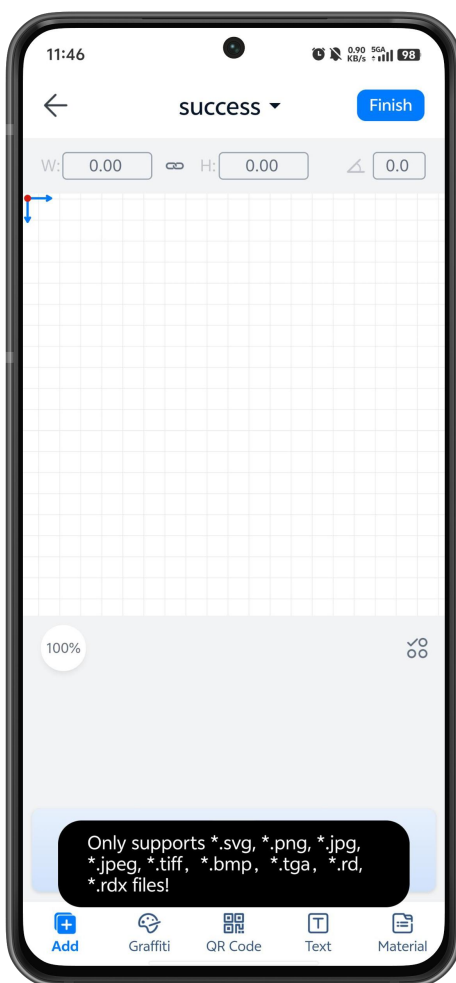 11:46
0.90 KB/s 5GA 98
success
Finish
W: 0.00 H: 0.00 0.0
100%
Only supports *.svg, *.png, *.jpg,
*.jpeg, *.tiff, *.bmp, *.tga, *.rd,
*.rdx files!
Add Graffiti QR Code Text Material